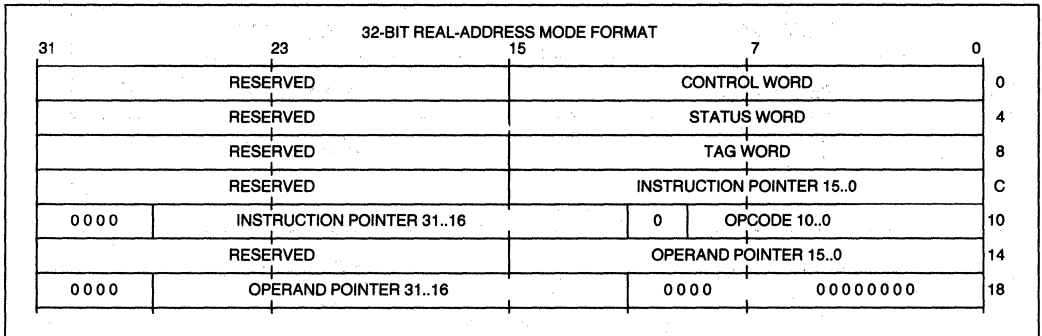 32-BIT REAL-ADDRESS MODE FORMAT
31 23 15 7 0
RESERVED CONTROL WORD 0
RESERVED STATUS WORD 4
RESERVED TAG WORD 8
RESERVED INSTRUCTION POINTER 15..0 C
0000 INSTRUCTION POINTER 31..16 0 OPCODE 10..0 10
RESERVED OPERAND POINTER 15..0 14
0000 OPERAND POINTER 31..16 0000 00000000 18